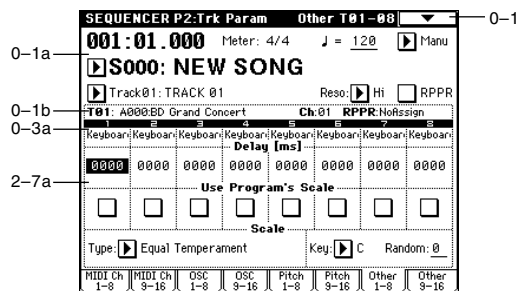 SEQUENCER P2:Trk Param Other T01-08
0-1
001:01.000 Meter: 4/4 ♩ = 120 Manu
0-1a
S000: NEW SONG
Track01: TRACK 01 Reso: Hi RPPR
0-1b
T01: A000:BD Grand Concert Ch:01 RPPR:NoAssign
0-3a
1 2 3 4 5 6 7 8
Keyboar Keyboar Keyboar Keyboar Keyboar Keyboar Keyboar Keyboar
Delay [ms]
0000 0000 0000 0000 0000 0000 0000 0000
2-7a
Use Program's Scale
Scale
Type: Equal Temperament Key: C Random: 0
MIDI Ch 1-8 MIDI Ch 9-16 OSC 1-8 OSC 9-16 Pitch 1-8 Pitch 9-16 Other 1-8 Other 9-16